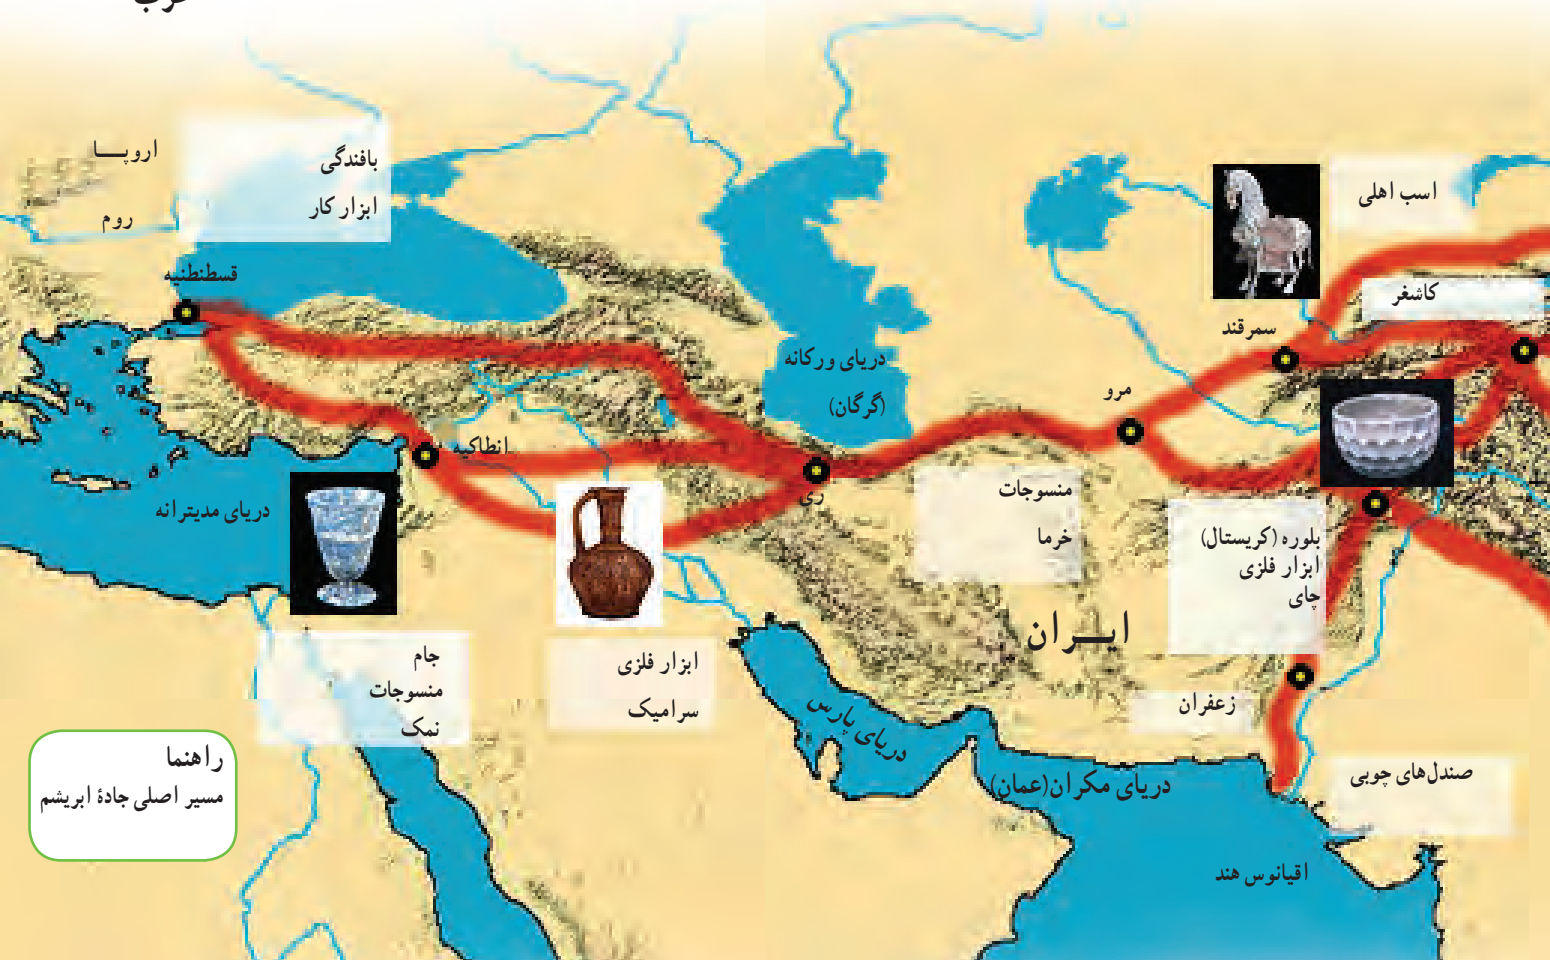 اروپا
روم
بافندگی
ابزار کار
قسطنطنیه
اسب اهلی
کاشغر
سمرقند
مرو
دریای ورکانه
(گرگان)
انطاکیه
ری
دریای مدیترانه
منسوجات
خرما
بلوره (کریستال)
ابزار فلزی
چای
ایران
جام
منسوجات
نمک
ابزار فلزی
سرامیک
زعفران
دریای پارس
دریای مکران(عمان)
صندل‌های چوبی
اقیانوس هند
راهنما
مسیر اصلی جادهٔ ابریشم